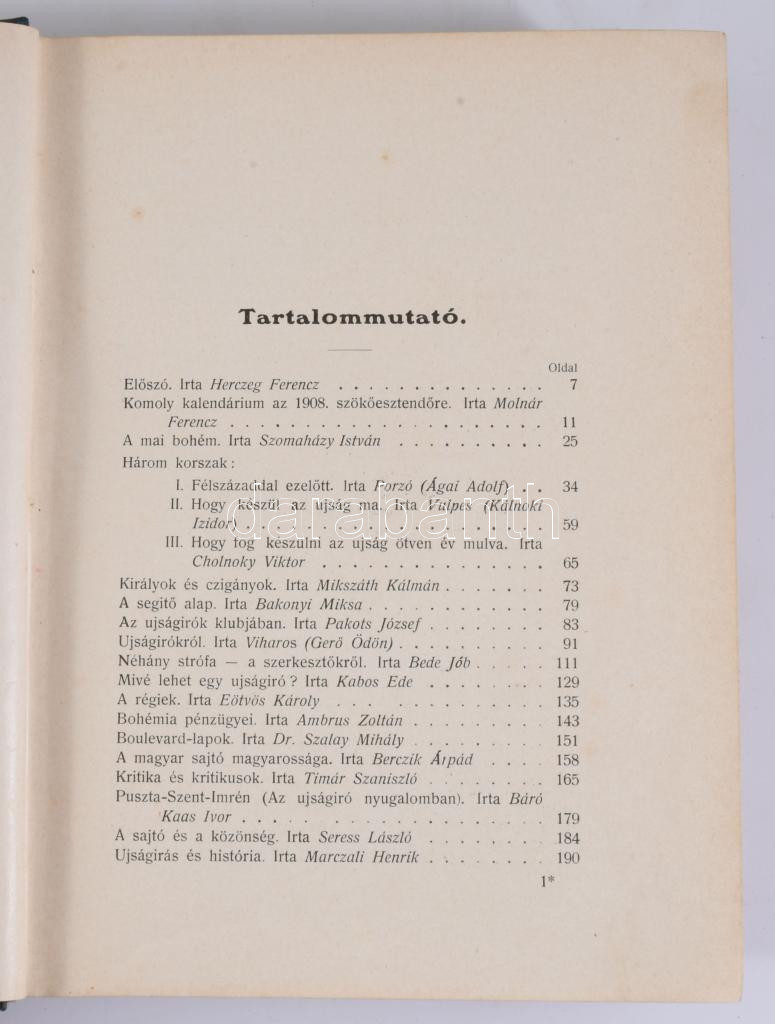 Tartalommutató.
Oldal
Előszó. Irta Herczeg Ferencz . . . . . . . . . . . . . . 7
Komoly kalendárium az 1908. szökőesztendőre. Irta Molnár
Ferencz . . . . . . . . . . . . . . . . . . . . . 11
A mai bohém. Irta Szomaházy István . . . . . . . . . . 25
Három korszak:
I. Félszázaddal ezelőtt. Irta Porzó (Ágai Adolf) . . 34
II. Hogy készül az ujság ma. Irta Vulpes (Kálnoki
Izidor) . . . . . . . . . . . . . . . . . . . 59
III. Hogy fog készülni az ujság ötven év mulva. Irta
Cholnoky Viktor . . . . . . . . . . . . . . . 65
Királyok és czigányok. Irta Mikszáth Kálmán . . . . . . . 73
A segitő alap. Irta Bakonyi Miksa . . . . . . . . . . . . 79
Az ujságirók klubjában. Irta Pakots József . . . . . . . . 83
Ujságirókról. Irta Viharos (Gerő Ödön) . . . . . . . . . . 91
Néhány strófa — a szerkesztőkről. Irta Bede Jób . . . . . 111
Mivé lehet egy ujságiró? Irta Kabos Ede . . . . . . . . 129
A régiek. Irta Eötvös Károly . . . . . . . . . . . . . 135
Bohémia pénzügyei. Irta Ambrus Zoltán . . . . . . . . . 143
Boulevard-lapok. Irta Dr. Szalay Mihály . . . . . . . . . 151
A magyar sajtó magyarossága. Irta Berczik Árpád . . . . 158
Kritika és kritikusok. Irta Timár Szaniszló . . . . . . . . 165
Puszta-Szent-Imrén (Az ujságiró nyugalomban). Irta Báró
Kaas Ivor . . . . . . . . . . . . . . . . . 179
A sajtó és a közönség. Irta Seress László . . . . . . . . 184
Ujságirás és história. Irta Marczali Henrik . . . . . . . . 190
1*
darabanth